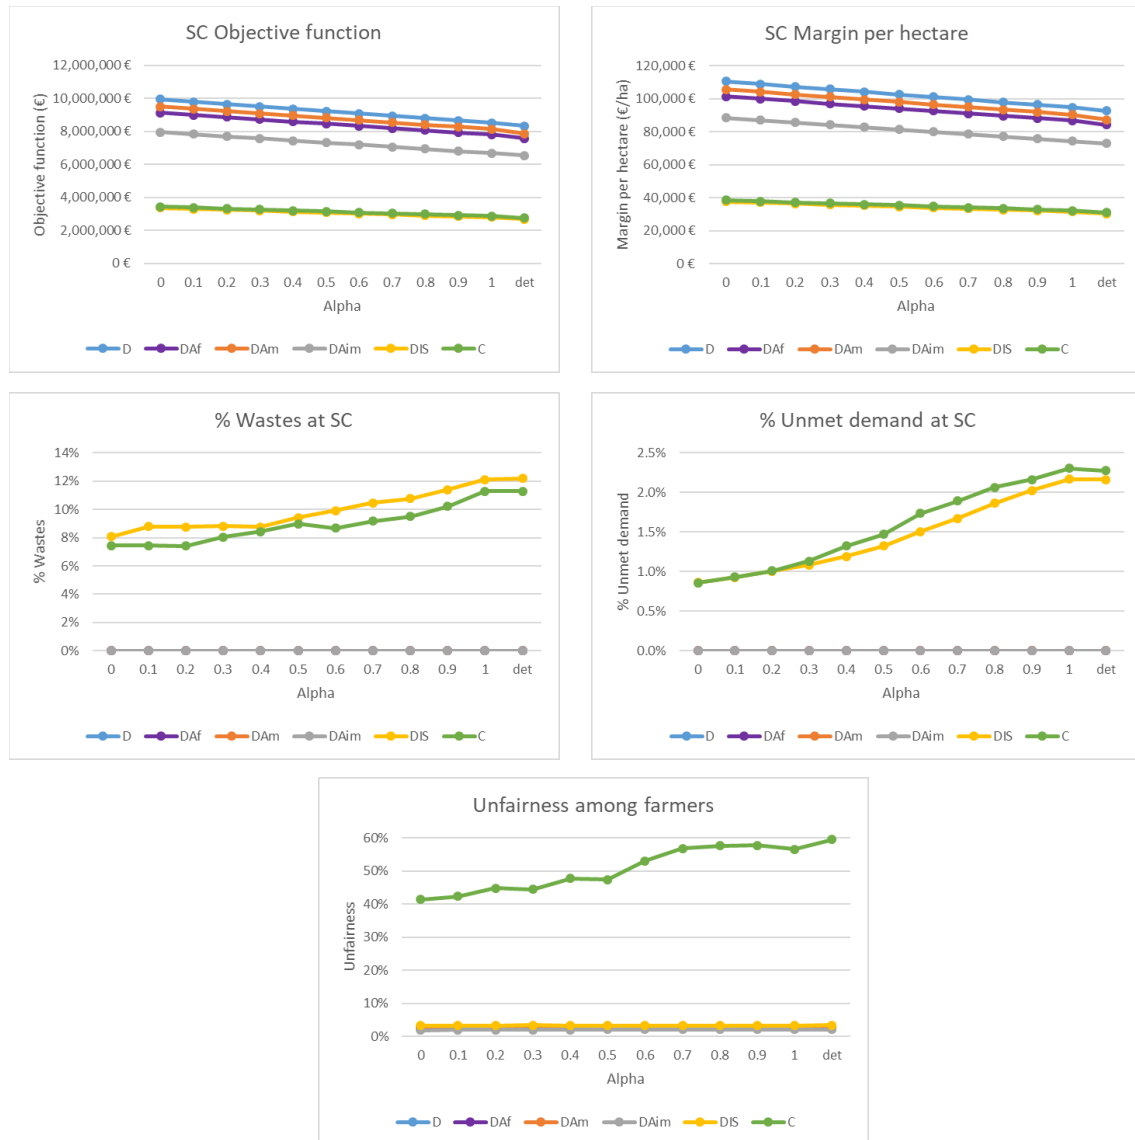 SC Objective function
12,000,000 €
10,000,000 €
8,000,000 €
6,000,000 €
4,000,000 €
2,000,000 €
0 €
Objective function (€)
0 0.1 0.2 0.3 0.4 0.5 0.6 0.7 0.8 0.9 1 det
Alpha
D DAf DAm DAim DIS C
SC Margin per hectare
120,000 €
100,000 €
80,000 €
60,000 €
40,000 €
20,000 €
0 €
Margin per hectare (€/ha)
0 0.1 0.2 0.3 0.4 0.5 0.6 0.7 0.8 0.9 1 det
Alpha
D DAf DAm DAim DIS C
% Wastes at SC
14%
12%
10%
8%
6%
4%
2%
0%
% Wastes
0 0.1 0.2 0.3 0.4 0.5 0.6 0.7 0.8 0.9 1 det
Alpha
D DAf DAm DAim DIS C
% Unmet demand at SC
2.5%
2.0%
1.5%
1.0%
0.5%
0.0%
% Unmet demand
0 0.1 0.2 0.3 0.4 0.5 0.6 0.7 0.8 0.9 1 det
Alpha
D DAf DAm DAim DIS C
Unfairness among farmers
60%
50%
40%
30%
20%
10%
0%
Unfairness
0 0.1 0.2 0.3 0.4 0.5 0.6 0.7 0.8 0.9 1 det
Alpha
D DAf DAm DAim DIS C